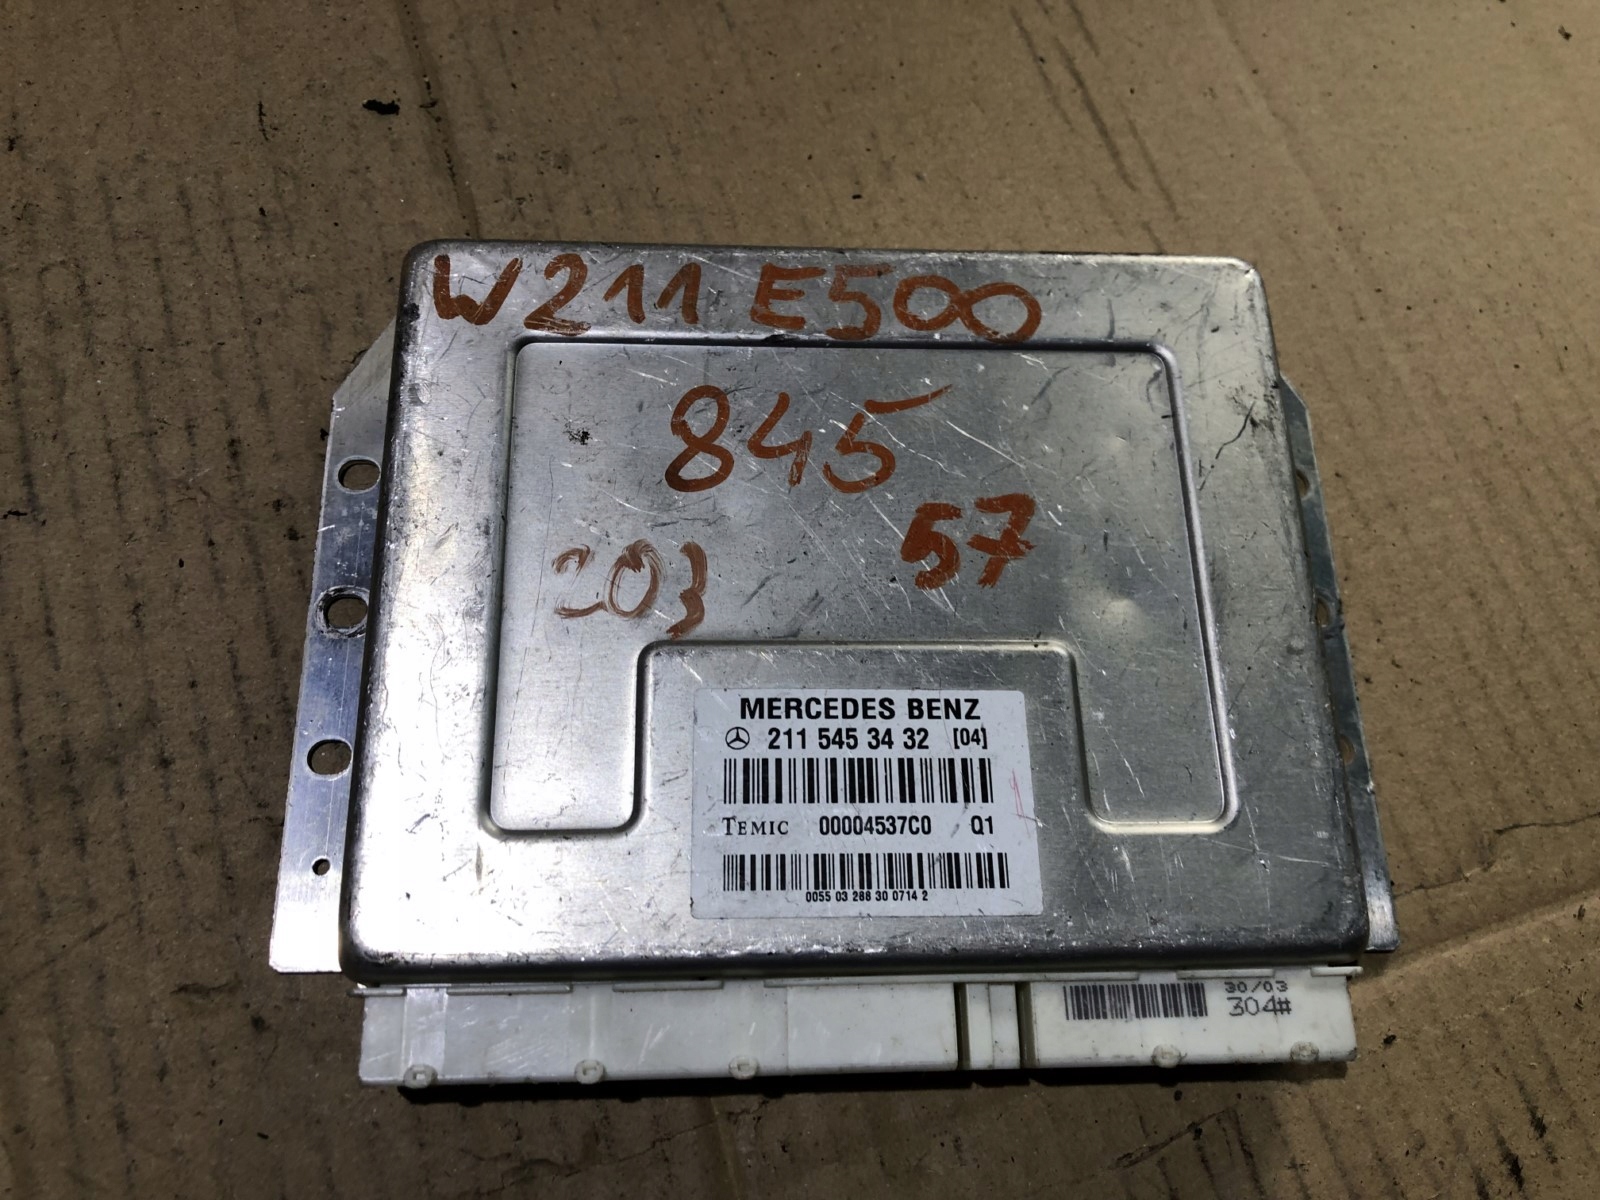 W211 E500
845
57
203
MERCEDES BENZ
211 545 34 32 [04]
TEMIC 00004537C0 Q1
0055 03 288 30 0714 2
30/03
304#